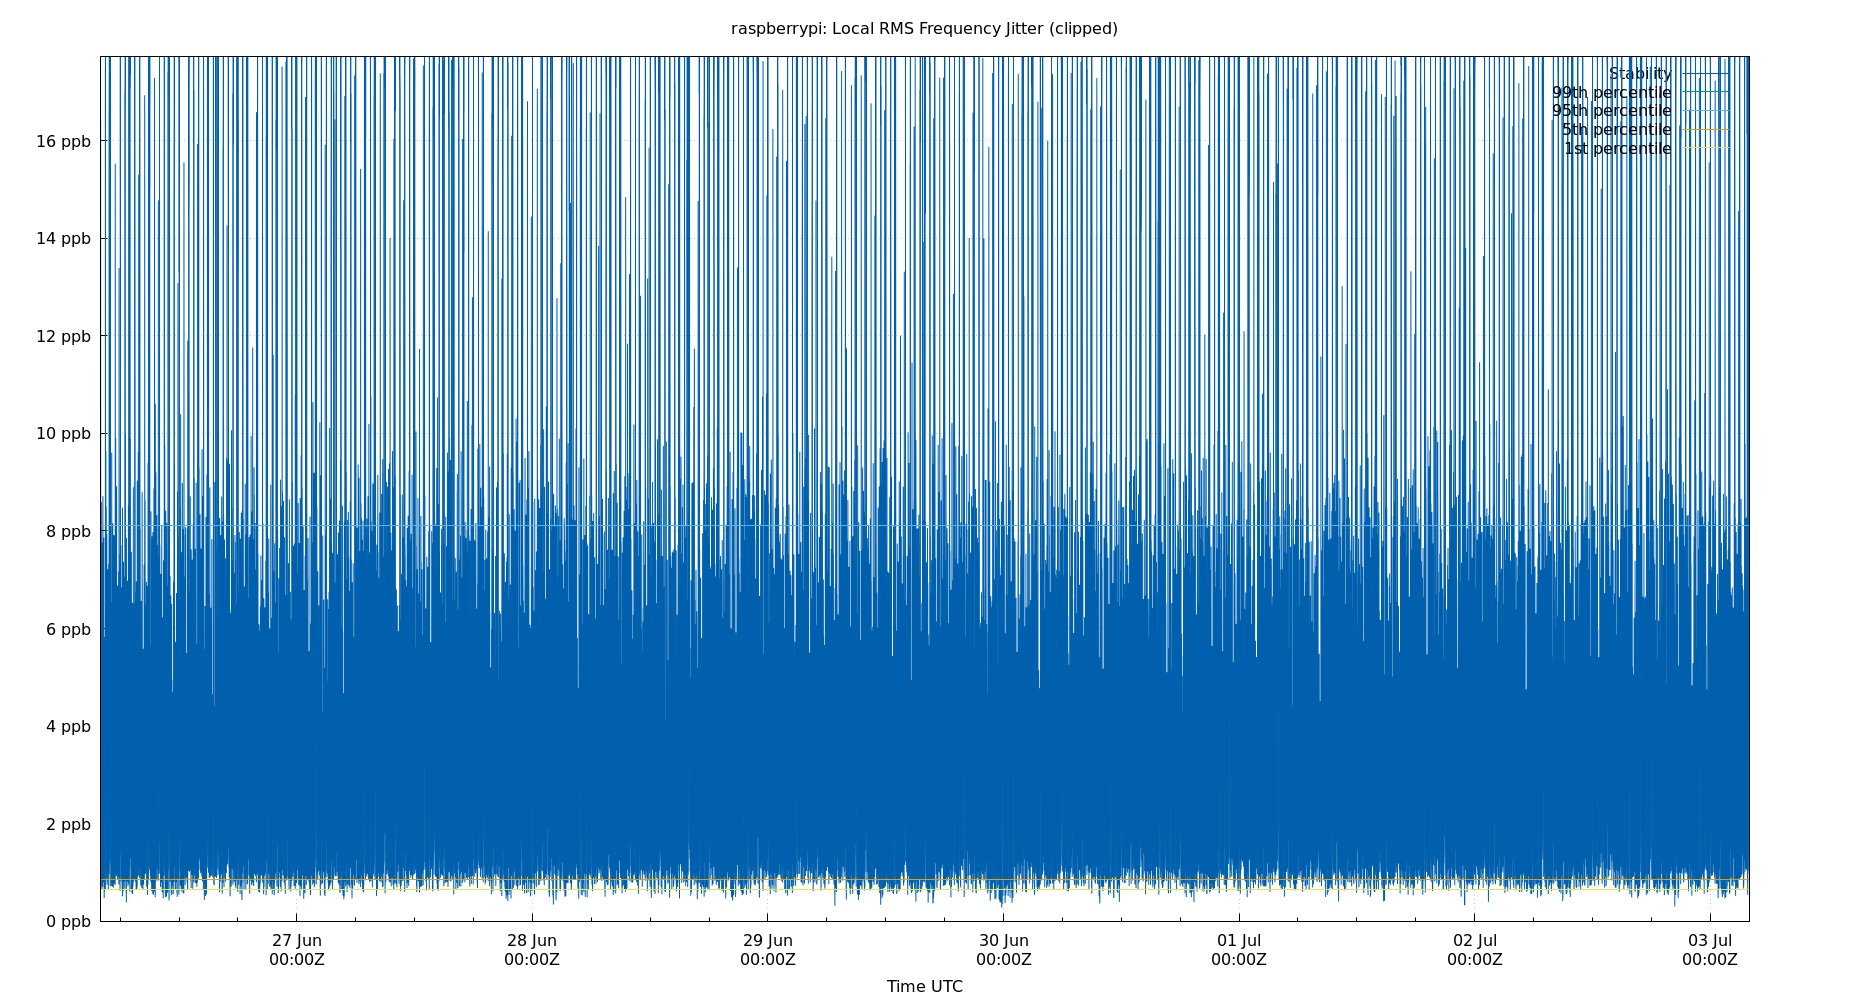 raspberrypi: Local RMS Frequency Jitter (clipped)
Stability
99th percentile
95th percentile
5th percentile
1st percentile
16 ppb
14 ppb
12 ppb
10 ppb
8 ppb
6 ppb
4 ppb
2 ppb
0 ppb
27 Jun 28 Jun 29 Jun 30 Jun 01 Jul 02 Jul 03 Jul
00:00Z 00:00Z 00:00Z 00:00Z 00:00Z 00:00Z 00:00Z
Time UTC